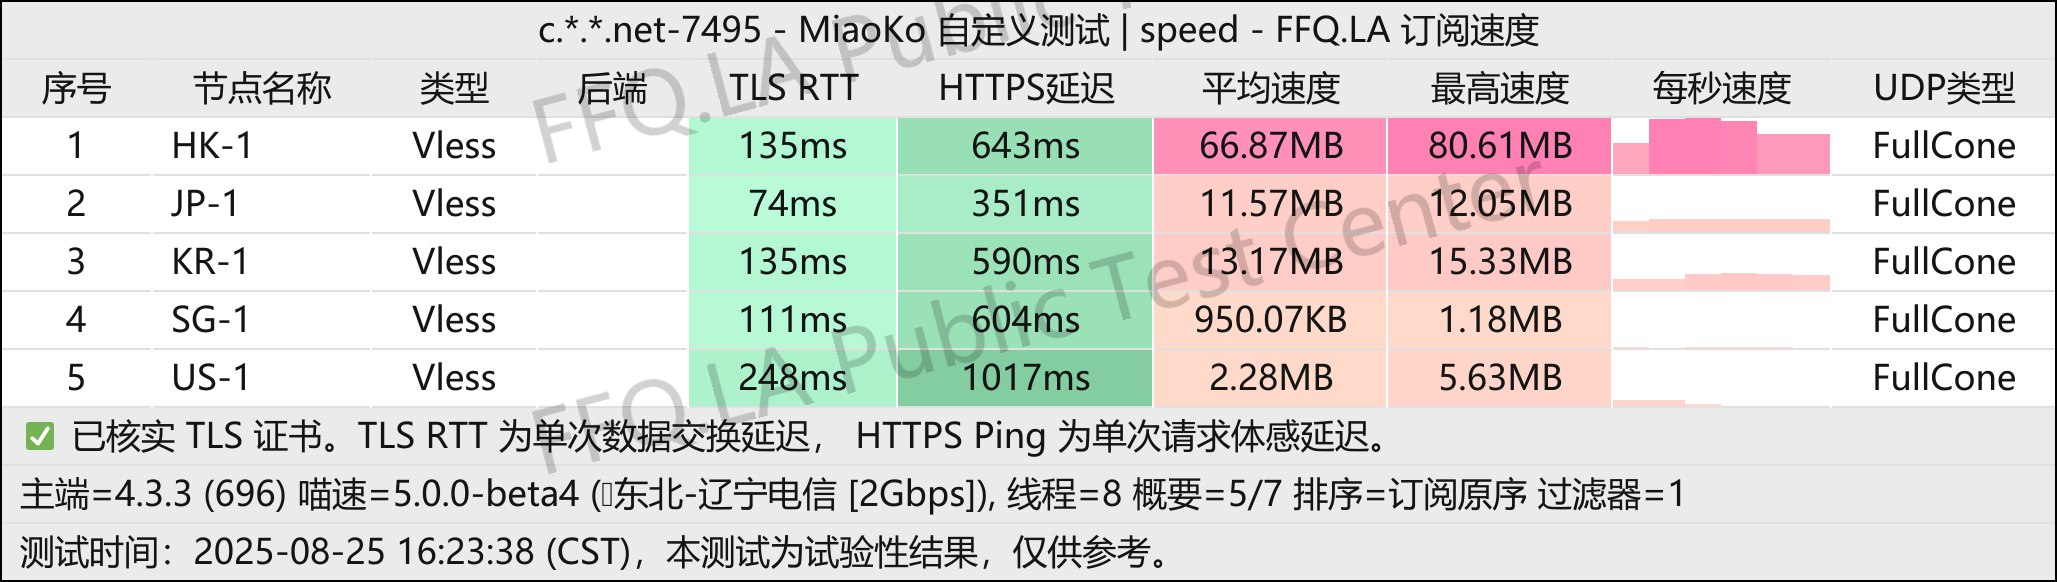 c.*.*.net-7495 - MiaoKo 自定义测试 | speed - FFQ.LA 订阅速度
序号 节点名称 类型 后端 TLS RTT HTTPS延迟 平均速度 最高速度 每秒速度 UDP类型
1 HK-1 Vless 135ms 643ms 66.87MB 80.61MB FullCone
2 JP-1 Vless 74ms 351ms 11.57MB 12.05MB FullCone
3 KR-1 Vless 135ms 590ms 13.17MB 15.33MB FullCone
4 SG-1 Vless 111ms 604ms 950.07KB 1.18MB FullCone
5 US-1 Vless 248ms 1017ms 2.28MB 5.63MB FullCone
✅ 已核实 TLS 证书。TLS RTT 为单次数据交换延迟， HTTPS Ping 为单次请求体感延迟。
主端=4.3.3 (696) 喵速=5.0.0-beta4 (东北-辽宁电信 [2Gbps]), 线程=8 概要=5/7 排序=订阅原序 过滤器=1
测试时间：2025-08-25 16:23:38 (CST)，本测试为试验性结果，仅供参考。
FFQ.LA Public Test Center
FFQ.LA Public Test Center